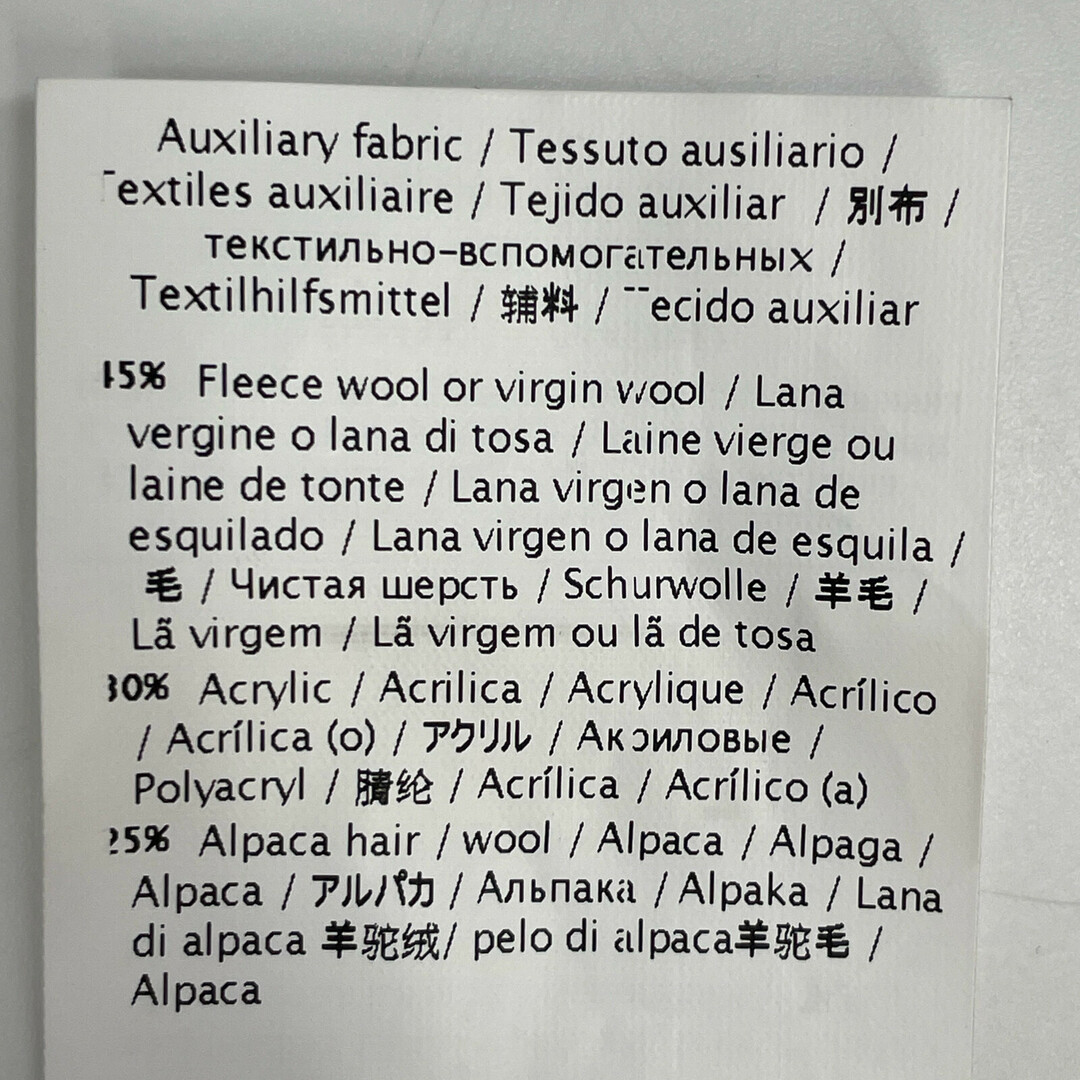 Auxiliary fabric / Tessuto ausiliario /
Textiles auxiliaire / Tejido auxiliar / 別布 /
текстильно-вспомогательных /
Textilhilfsmittel / 辅料 / Tecido auxiliar
45% Fleece wool or virgin wool / Lana
vergine o lana di tosa / Laine vierge ou
laine de tonte / Lana virgen o lana de
esquilado / Lana virgen o lana de esquila /
毛 / Чистая шерсть / Schurwolle / 羊毛 /
Lã virgem / Lã virgem ou lã de tosa
30% Acrylic / Acrilica / Acrylique / Acrílico
/ Acrílica (o) / アクリル / Акриловые /
Polyacryl / 腈纶 / Acrílica / Acrílico (a)
25% Alpaca hair / wool / Alpaca / Alpaga /
Alpaca / アルパカ / Альпака / Alpaka / Lana
di alpaca 羊驼绒/ pelo di alpaca羊驼毛 /
Alpaca